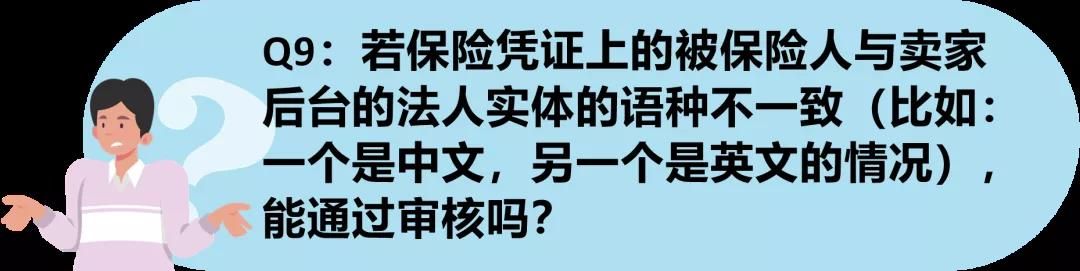 Q9：若保险凭证上的被保险人与卖家
后台的法人实体的语种不一致（比如：
一个是中文，另一个是英文的情况），
能通过审核吗？